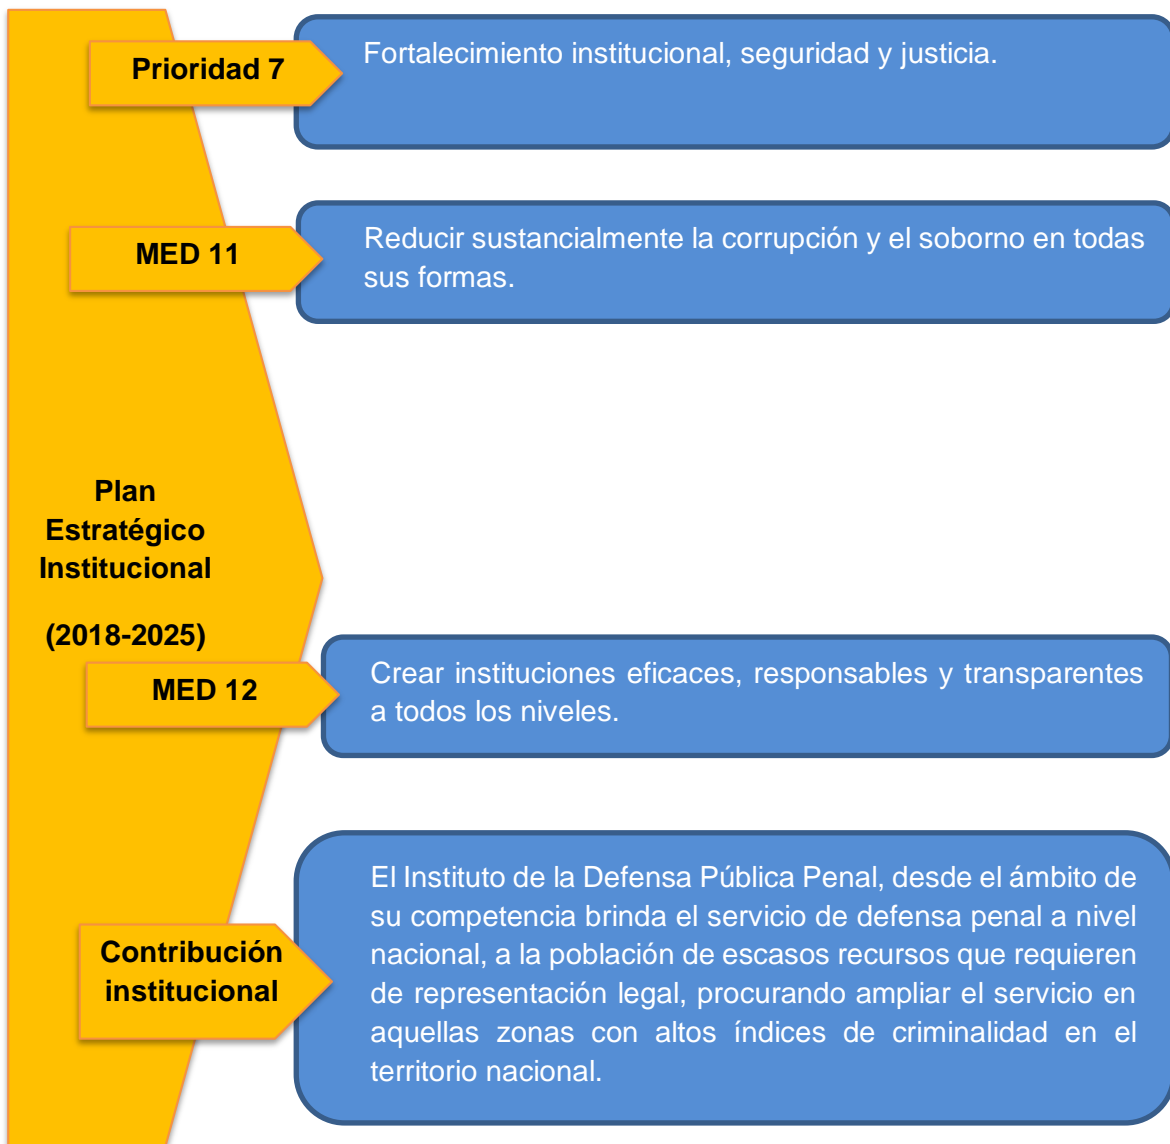 Prioridad 7
Fortalecimiento institucional, seguridad y justicia.
MED 11
Reducir sustancialmente la corrupción y el soborno en todas
sus formas.
Plan
Estratégico
Institucional
(2018-2025)
MED 12
Crear instituciones eficaces, responsables y transparentes
a todos los niveles.
Contribución
institucional
El Instituto de la Defensa Pública Penal, desde el ámbito de
su competencia brinda el servicio de defensa penal a nivel
nacional, a la población de escasos recursos que requieren
de representación legal, procurando ampliar el servicio en
aquellas zonas con altos índices de criminalidad en el
territorio nacional.